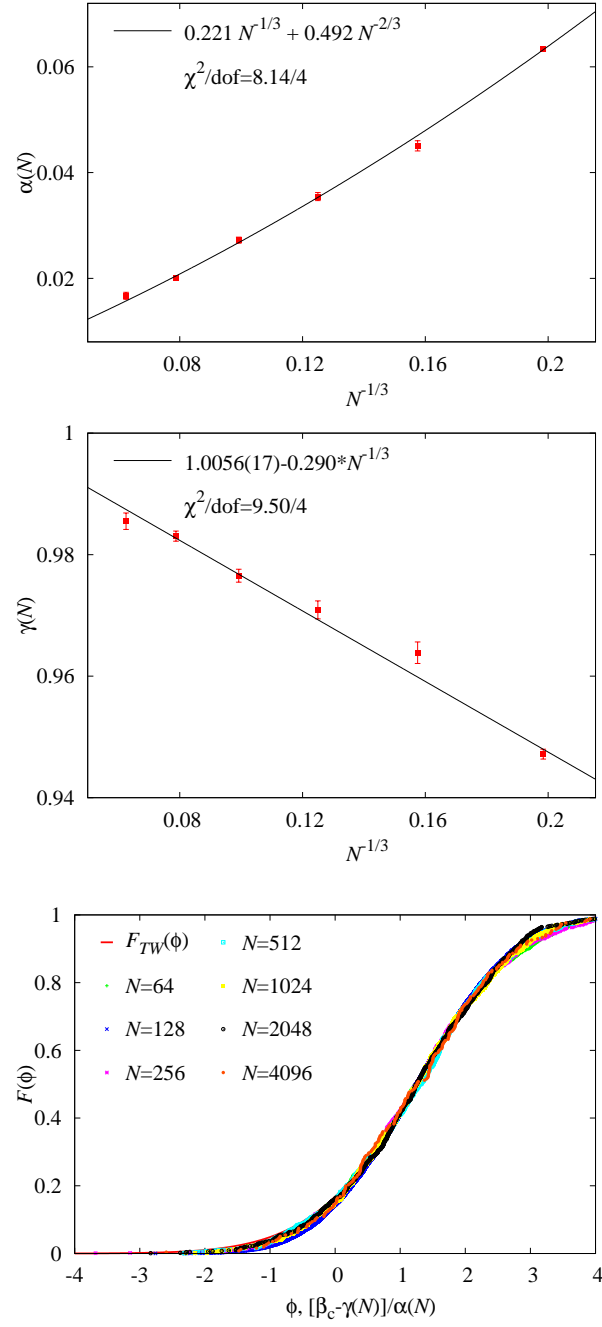 0.221 N^{-1/3} + 0.492 N^{-2/3}
χ²/dof=8.14/4
0.06
0.04
0.02
α(N)
0.08 0.12 0.16 0.2
N^{-1/3}
1
1.0056(17)-0.290*N^{-1/3}
χ²/dof=9.50/4
0.98
0.96
0.94
γ(N)
0.08 0.12 0.16 0.2
N^{-1/3}
1
0.8
0.6
0.4
0.2
0
F(ϕ)
F_{TW}(ϕ) N=512
N=64 N=1024
N=128 N=2048
N=256 N=4096
-4 -3 -2 -1 0 1 2 3 4
ϕ, [β_c-γ(N)]/α(N)